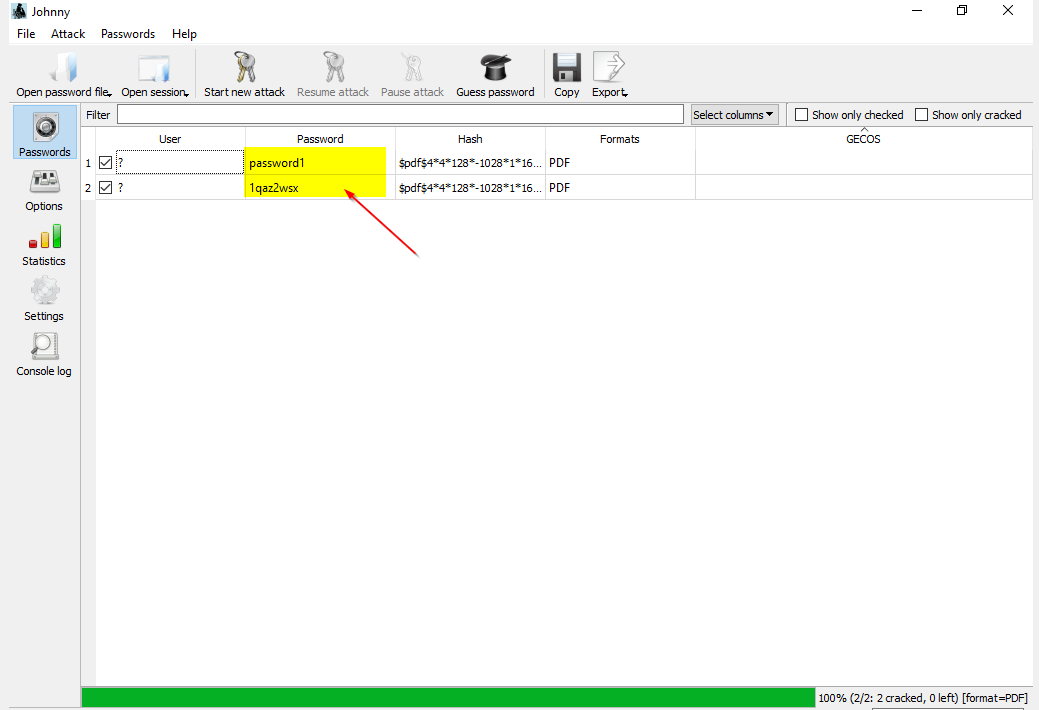 Johnny
File Attack Passwords Help
Open password file Open session Start new attack Resume attack Pause attack Guess password Copy Export
Passwords
Options
Statistics
Settings
Console log
Filter Select columns Show only checked Show only cracked
User Password Hash Formats GECOS
1 ? password1 $pdf$4*4*128*-1028*1*16... PDF
2 ? 1qaz2wsx $pdf$4*4*128*-1028*1*16... PDF
100% (2/2: 2 cracked, 0 left) [format=PDF]